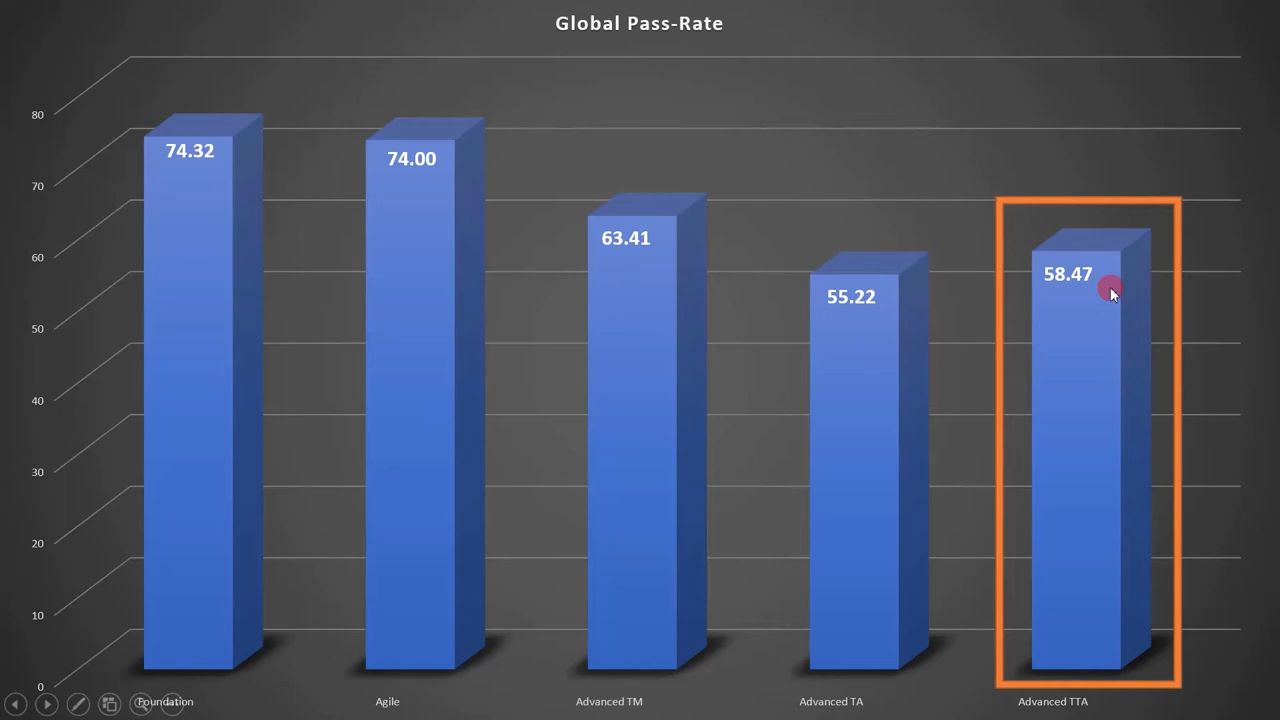 Global Pass-Rate
80
70
60
50
40
30
20
10
0
74.32
74.00
63.41
55.22
58.47
Foundation
Agile
Advanced TM
Advanced TA
Advanced TTA